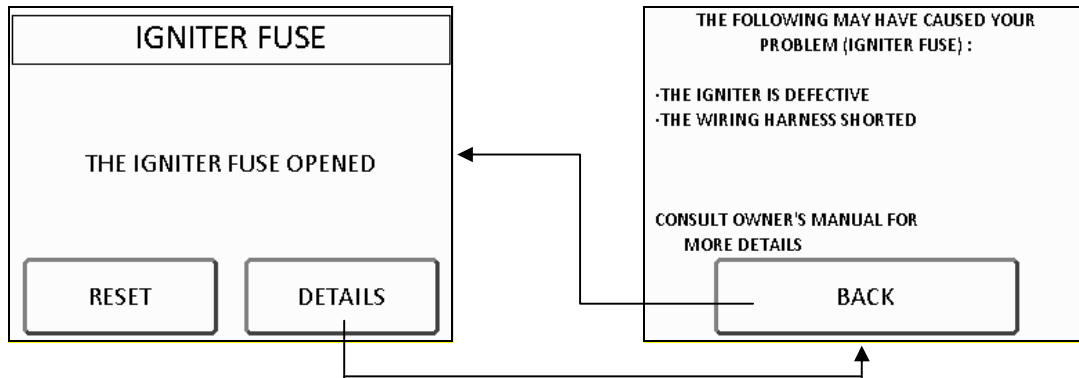 IGNITER FUSE
THE IGNITER FUSE OPENED
RESET
DETAILS
THE FOLLOWING MAY HAVE CAUSED YOUR
PROBLEM (IGNITER FUSE) :
·THE IGNITER IS DEFECTIVE
·THE WIRING HARNESS SHORTED
CONSULT OWNER'S MANUAL FOR
MORE DETAILS
BACK